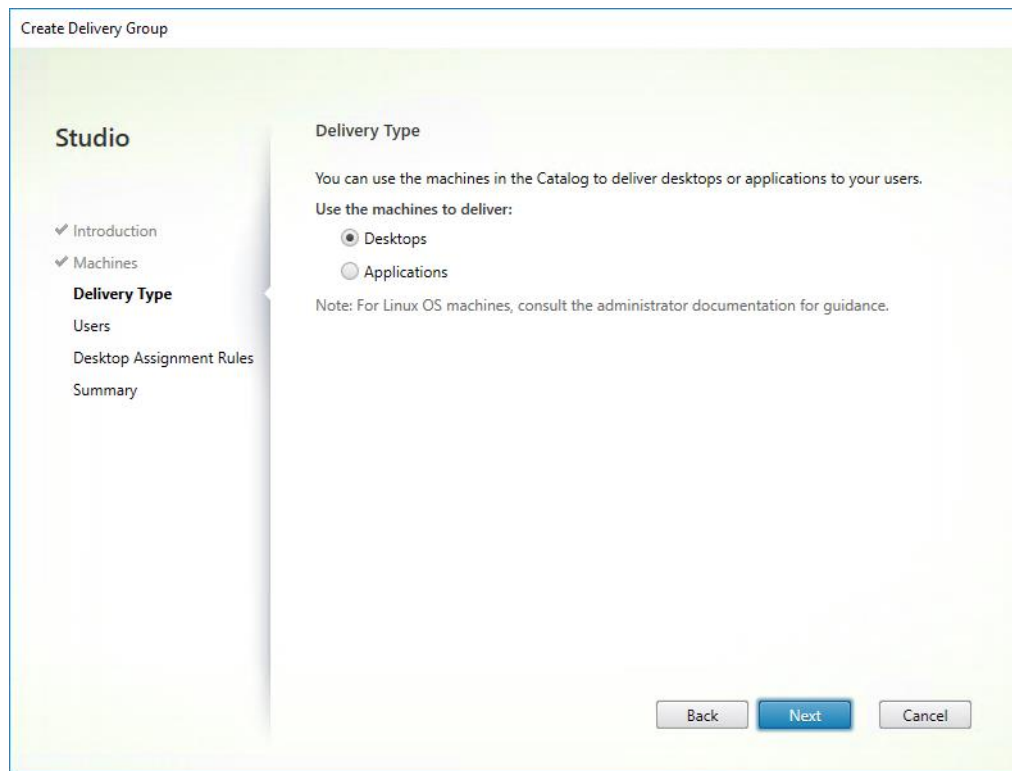 Create Delivery Group
Studio
Introduction
Machines
Delivery Type
Users
Desktop Assignment Rules
Summary
Delivery Type
You can use the machines in the Catalog to deliver desktops or applications to your users.
Use the machines to deliver:
Desktops
Applications
Note: For Linux OS machines, consult the administrator documentation for guidance.
Back
Next
Cancel